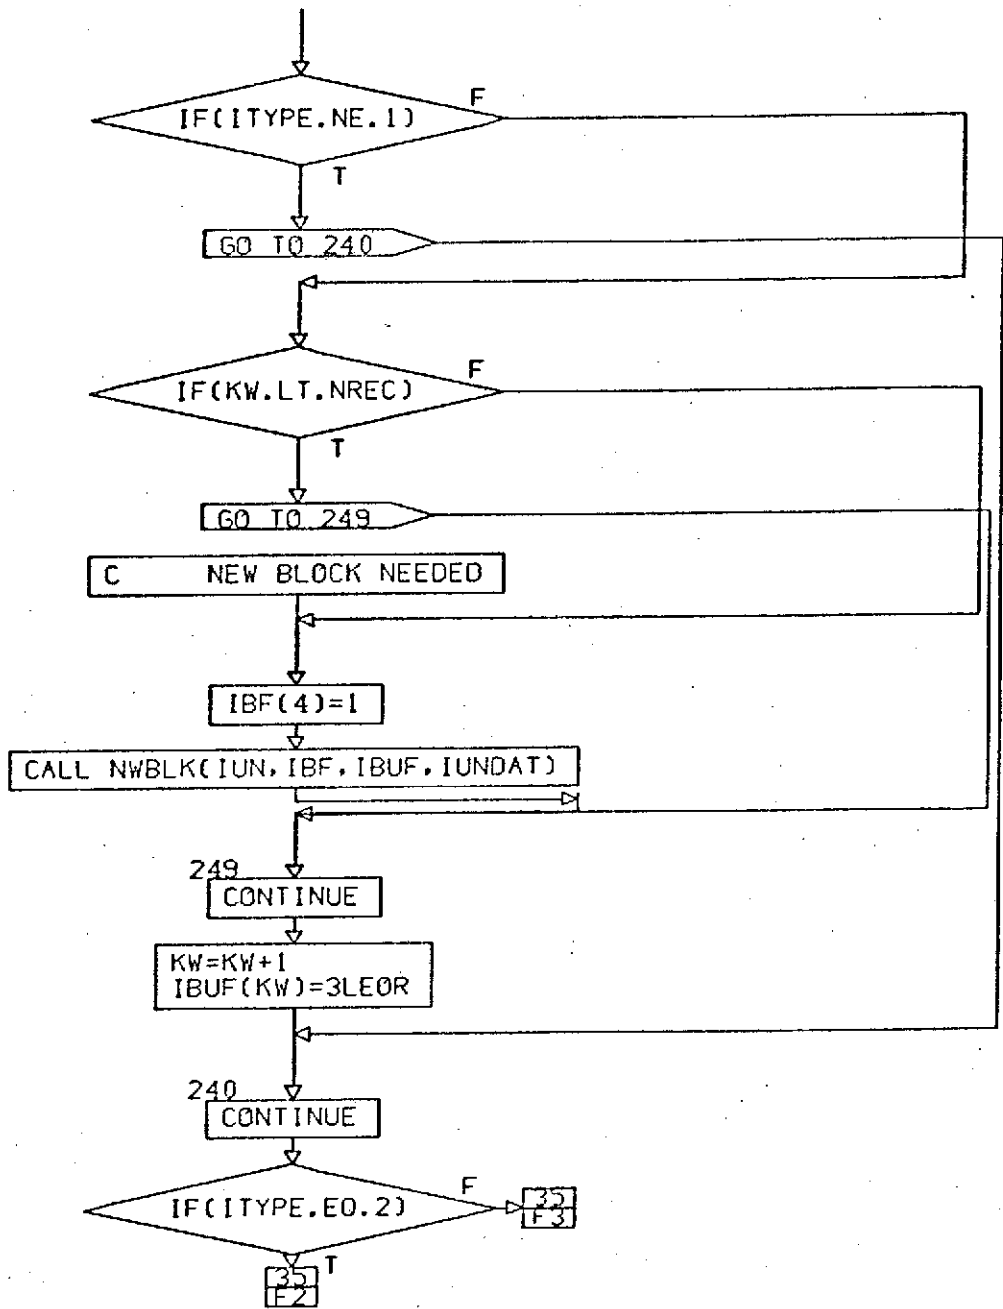 IF(ITYPE.NE.1)
F
T
GO TO 240
IF(KW.LT.NREC)
F
T
GO TO 249
C NEW BLOCK NEEDED
IBF(4)=1
CALL NWBLK(IUN,IBF,IBUF,IUNDAT)
249
CONTINUE
KW=KW+1
IBUF(KW)=3LEOR
240
CONTINUE
IF(ITYPE.EQ.2)
F
35
F3
T
35
F2